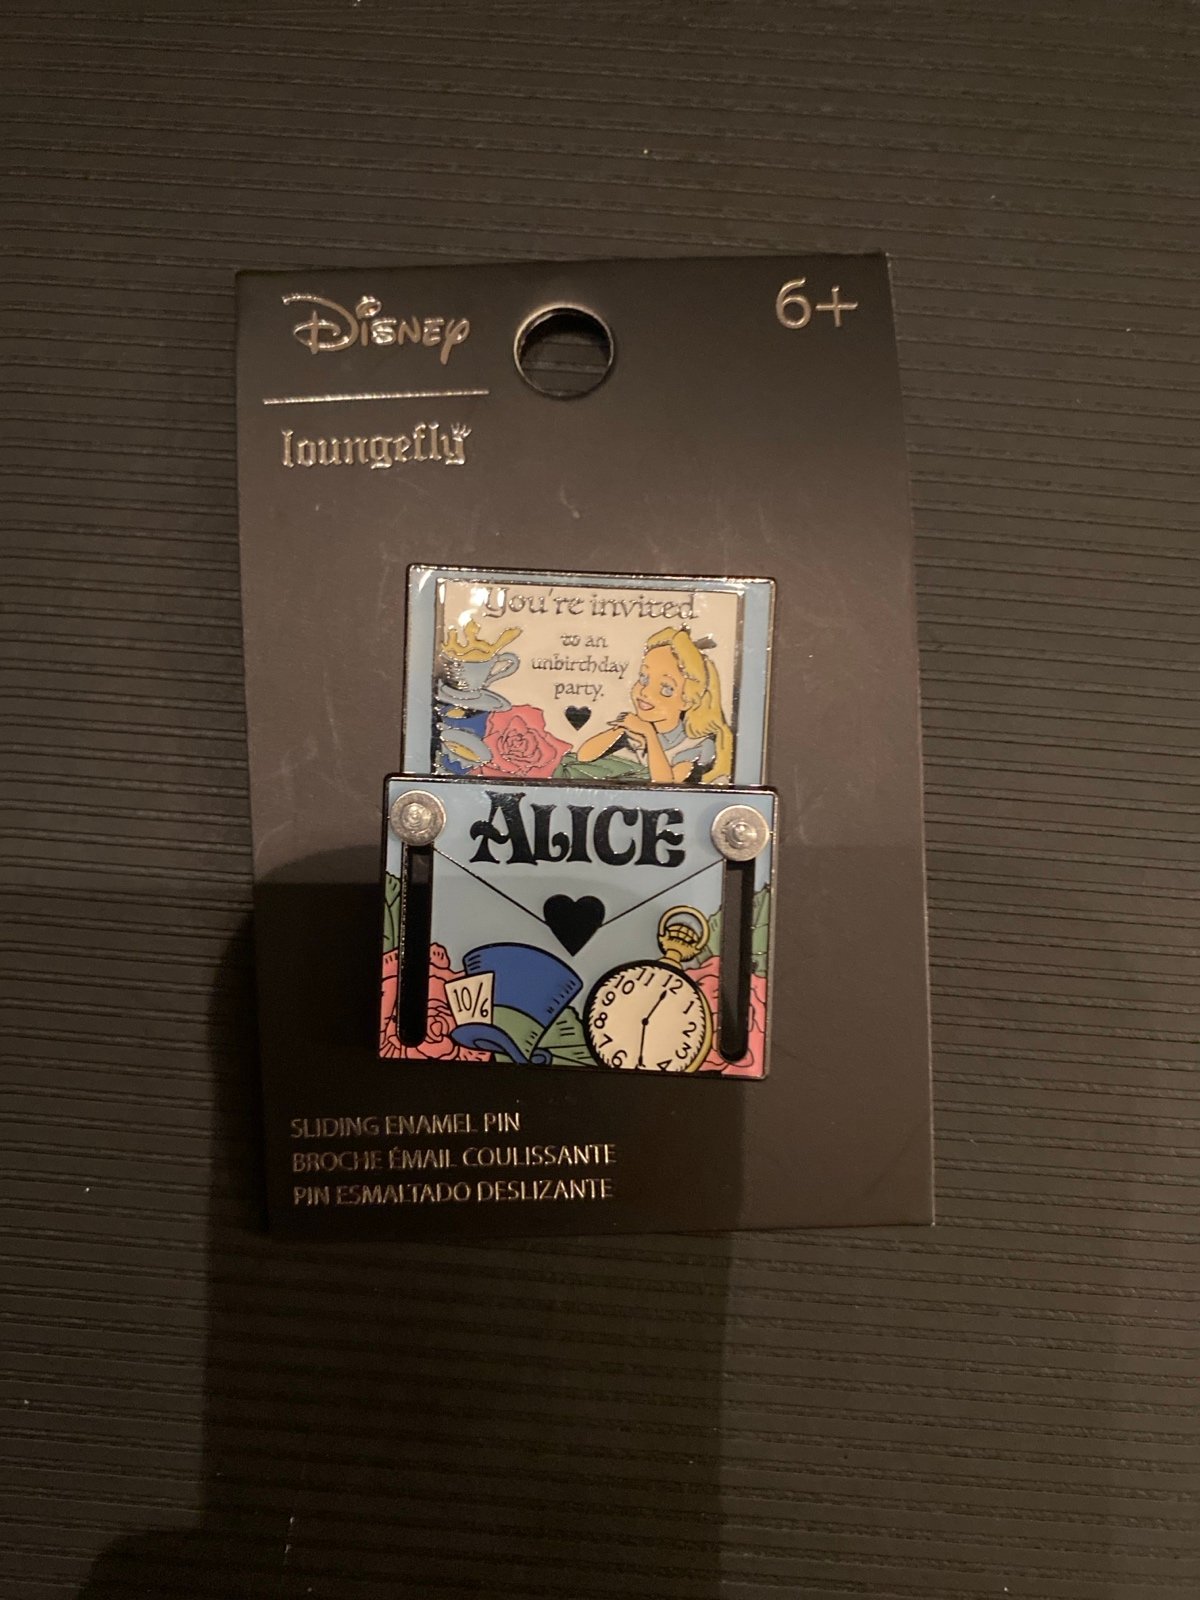 Disney
6+
loungefly
You're invited
to an
unbirthday
party.
ALICE
10/6
11 12
10 1
9 2
8 3
7 4
6
SLIDING ENAMEL PIN
BROCHE ÉMAIL COULISSANTE
PIN ESMALTADO DESLIZANTE